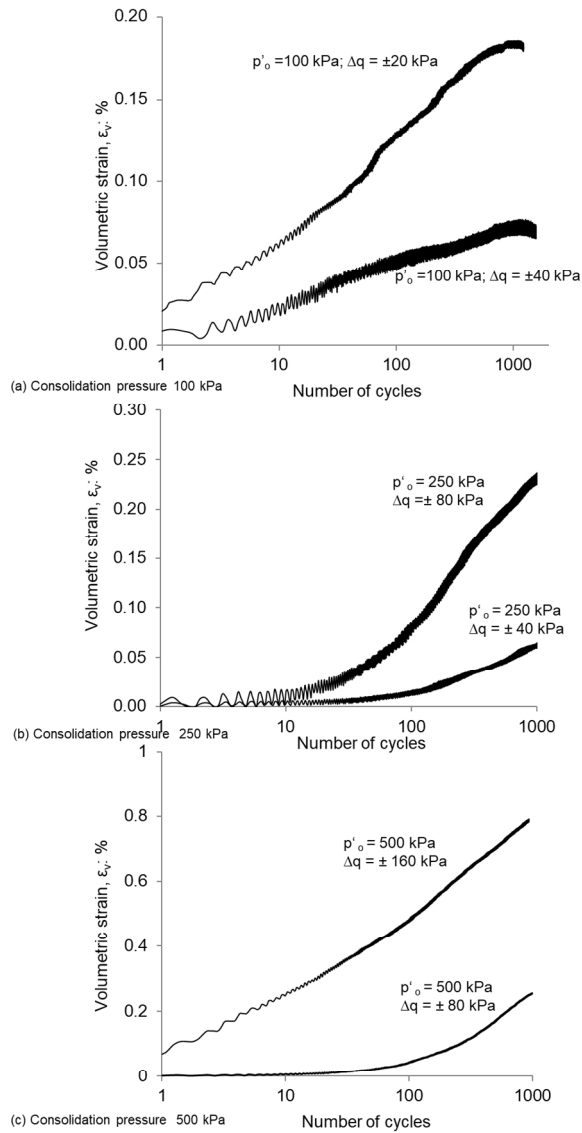 0.20
p'o =100 kPa; Δq = ±20 kPa
0.15
Volumetric strain, εv: %
0.10
0.05
p'o =100 kPa; Δq = ±40 kPa
0.00
1 10 100 1000
(a) Consolidation pressure 100 kPa
Number of cycles
0.30
0.25
p'o = 250 kPa
Δq = ± 80 kPa
0.20
Volumetric strain, εv: %
0.15
0.10
p'o = 250 kPa
Δq = ± 40 kPa
0.05
0.00
1 10 100 1000
(b) Consolidation pressure 250 kPa
Number of cycles
1
0.8
p'o = 500 kPa
Δq = ± 160 kPa
Volumetric strain, εv: %
0.6
0.4
p'o = 500 kPa
Δq = ± 80 kPa
0.2
0
1 10 100 1000
(c) Consolidation pressure 500 kPa
Number of cycles